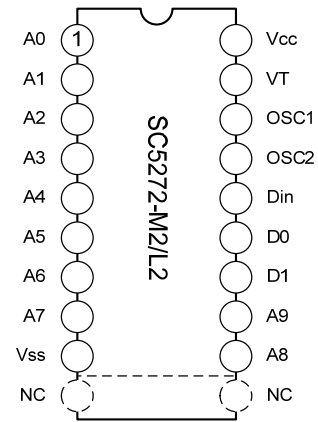 A0 1 Vcc
A1 VT
A2 OSC1
A3 OSC2
A4 Din
A5 D0
A6 D1
A7 A9
Vss A8
NC NC
SC5272-M2/L2